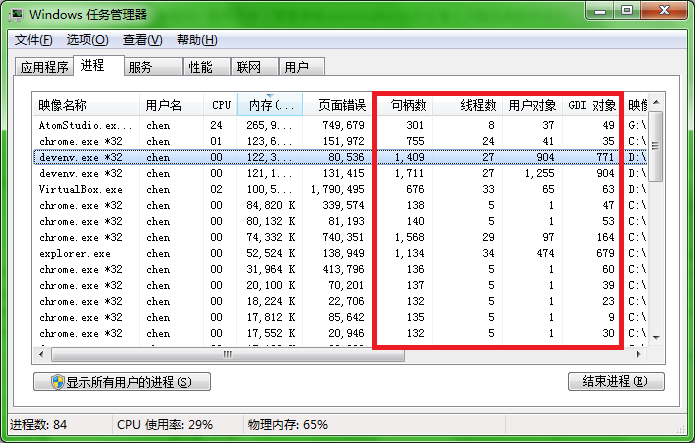 Windows 任务管理器
文件(F) 选项(O) 查看(V) 帮助(H)
应用程序 进程 服务 性能 联网 用户
映像名称 用户名 CPU 内存(... 页面错误 句柄数 线程数 用户对象 GDI 对象 映像
AtomStudio.ex... chen 24 265,9... 749,679 301 8 37 49 G:\
chrome.exe *32 chen 01 123,6... 151,972 755 24 41 35 C:\
devenv.exe *32 chen 00 122,3... 80,536 1,409 27 904 771 D:\
devenv.exe *32 chen 00 121,1... 131,415 1,711 27 1,255 904 D:\
VirtualBox.exe chen 02 100,5... 1,790,495 676 33 65 63 D:\
chrome.exe *32 chen 00 84,820 K 339,574 138 5 1 47 C:\
chrome.exe *32 chen 00 80,132 K 81,193 140 5 1 53 C:\
chrome.exe *32 chen 00 74,332 K 740,351 1,568 29 97 164 C:\
explorer.exe chen 00 52,524 K 138,949 1,134 34 474 679 C:\
chrome.exe *32 chen 00 31,964 K 413,796 136 5 1 60 C:\
chrome.exe *32 chen 00 20,100 K 70,201 137 5 1 39 C:\
chrome.exe *32 chen 00 18,224 K 22,706 132 5 1 23 C:\
chrome.exe *32 chen 00 17,812 K 85,642 135 5 1 9 C:\
chrome.exe *32 chen 00 17,552 K 20,946 132 5 1 30 C:\
显示所有用户的进程(S) 结束进程(E)
进程数: 84 CPU 使用率: 29% 物理内存: 65%